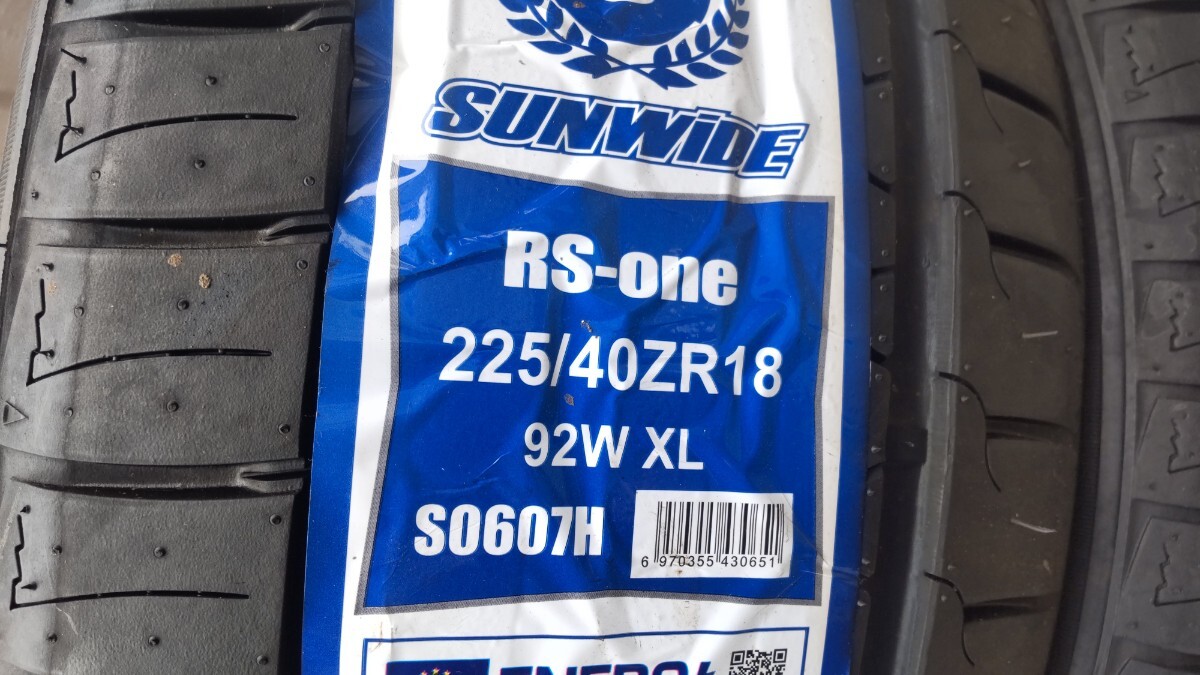 SUNWiDE
RS-one
225/40ZR18
92W XL
S0607H
6 970355 430651